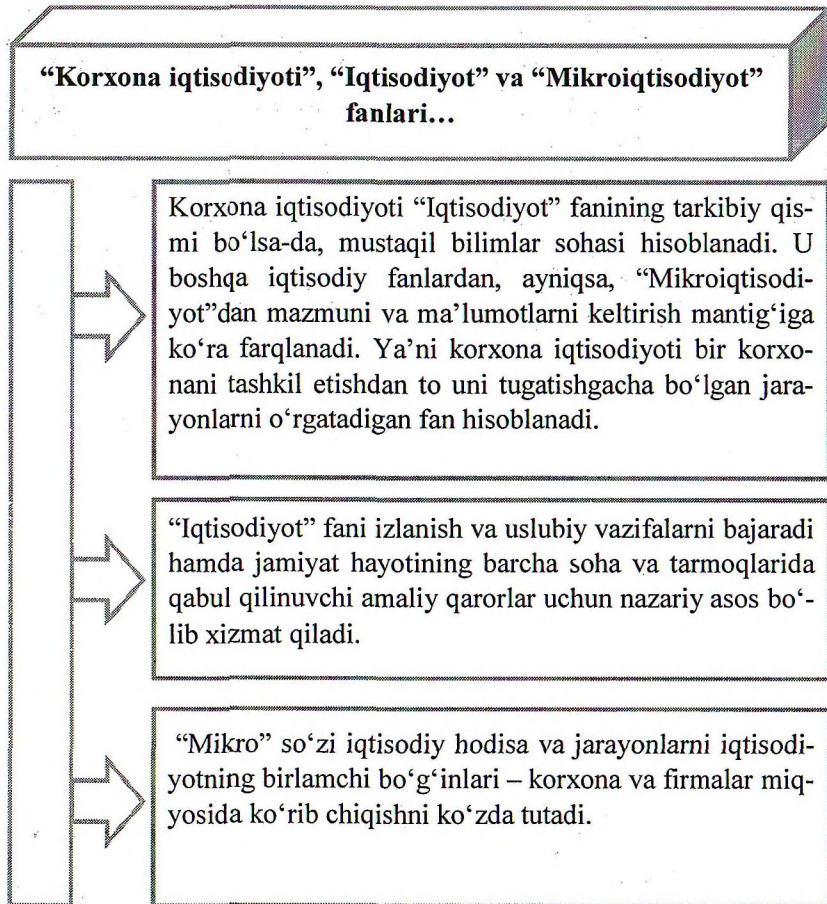 “Korxona iqtisodiyoti”, “Iqtisodiyot” va “Mikroiqtisodiyot”
fanlari...
Korxona iqtisodiyoti “Iqtisodiyot” fanining tarkibiy qis-
mi bo‘lsa-da, mustaqil bilimlar sohasi hisoblanadi. U
boshqa iqtisodiy fanlardan, ayniqsa, “Mikroiqtisodi-
yot”dan mazmuni va ma’lumotlarni keltirish mantig‘iga
ko‘ra farqlanadi. Ya’ni korxona iqtisodiyoti bir korxo-
nani tashkil etishdan to uni tugatishgacha bo‘lgan jara-
yonlarni o‘rgatadigan fan hisoblanadi.
“Iqtisodiyot” fani izlanish va uslubiy vazifalarni bajaradi
hamda jamiyat hayotining barcha soha va tarmoqlarida
qabul qilinuvchi amaliy qarorlar uchun nazariy asos bo‘-
lib xizmat qiladi.
“Mikro” so‘zi iqtisodiy hodisa va jarayonlarni iqtisodi-
yotning birlamchi bo‘g‘inlari – korxona va firmalar miq-
yosida ko‘rib chiqishni ko‘zda tutadi.